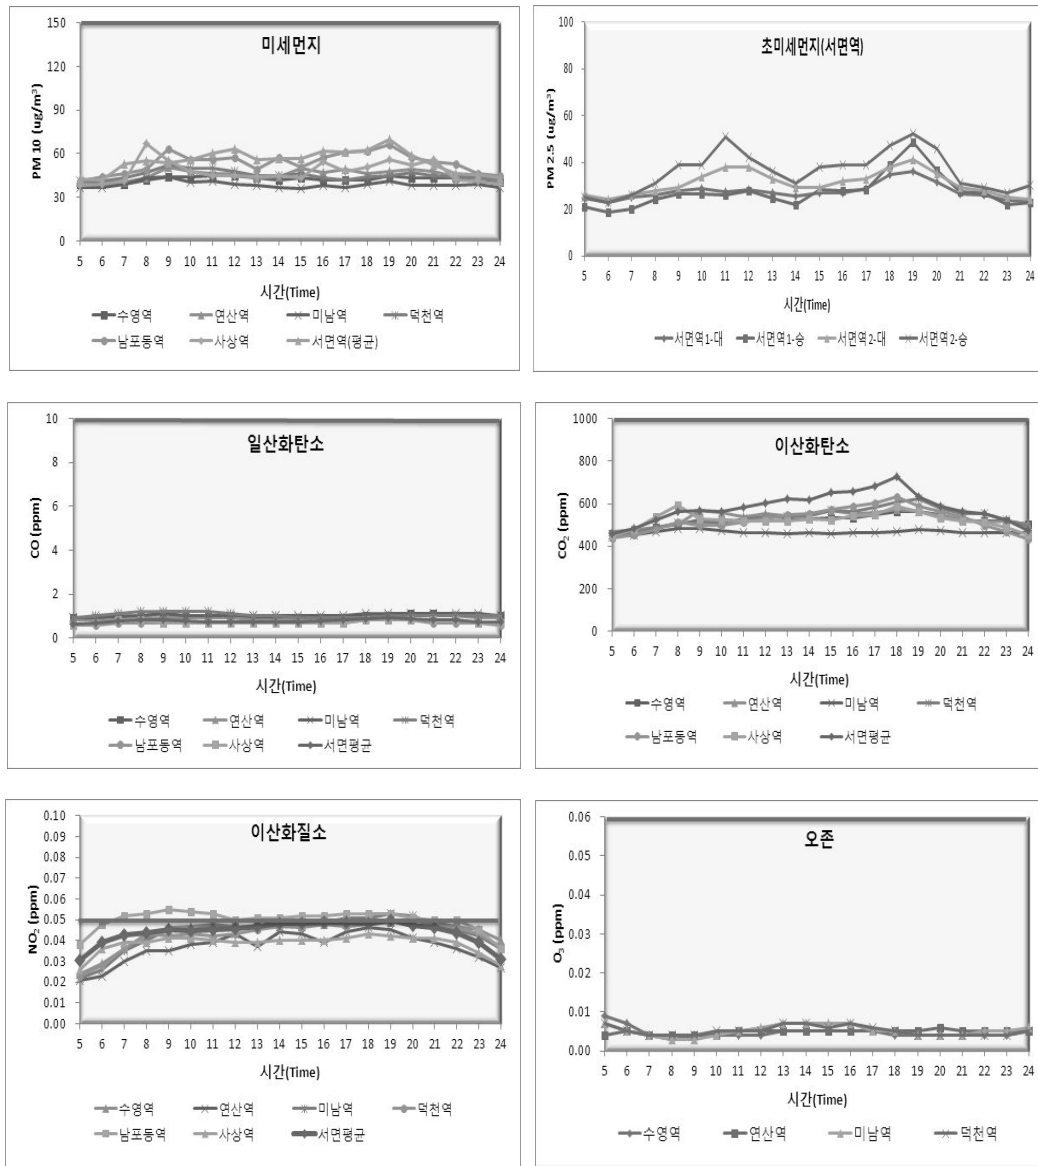 미세먼지
PM 10 (ug/m³)
150
120
90
60
30
0
5 6 7 8 9 10 11 12 13 14 15 16 17 18 19 20 21 22 23 24
시간(Time)
수영역 연산역 미남역 덕천역
남포동역 사상역 서면역(평균)
초미세먼지(서면역)
PM 2.5 (ug/m³)
100
80
60
40
20
0
5 6 7 8 9 10 11 12 13 14 15 16 17 18 19 20 21 22 23 24
시간(Time)
서면역1-대 서면역1-승 서면역2-대 서면역2-승
일산화탄소
CO (ppm)
10
8
6
4
2
0
5 6 7 8 9 10 11 12 13 14 15 16 17 18 19 20 21 22 23 24
시간(Time)
수영역 연산역 미남역 덕천역
남포동역 사상역 서면평균
이산화탄소
CO₂ (ppm)
1000
800
600
400
200
0
5 6 7 8 9 10 11 12 13 14 15 16 17 18 19 20 21 22 23 24
시간(Time)
수영역 연산역 미남역 덕천역
남포동역 사상역 서면평균
이산화질소
NO₂ (ppm)
0.10
0.09
0.08
0.07
0.06
0.05
0.04
0.03
0.02
0.01
0.00
5 6 7 8 9 10 11 12 13 14 15 16 17 18 19 20 21 22 23 24
시간(Time)
수영역 연산역 미남역 덕천역
남포동역 사상역 서면평균
오존
O₃ (ppm)
0.06
0.05
0.04
0.03
0.02
0.01
0.00
5 6 7 8 9 10 11 12 13 14 15 16 17 18 19 20 21 22 23 24
시간(Time)
수영역 연산역 미남역 덕천역